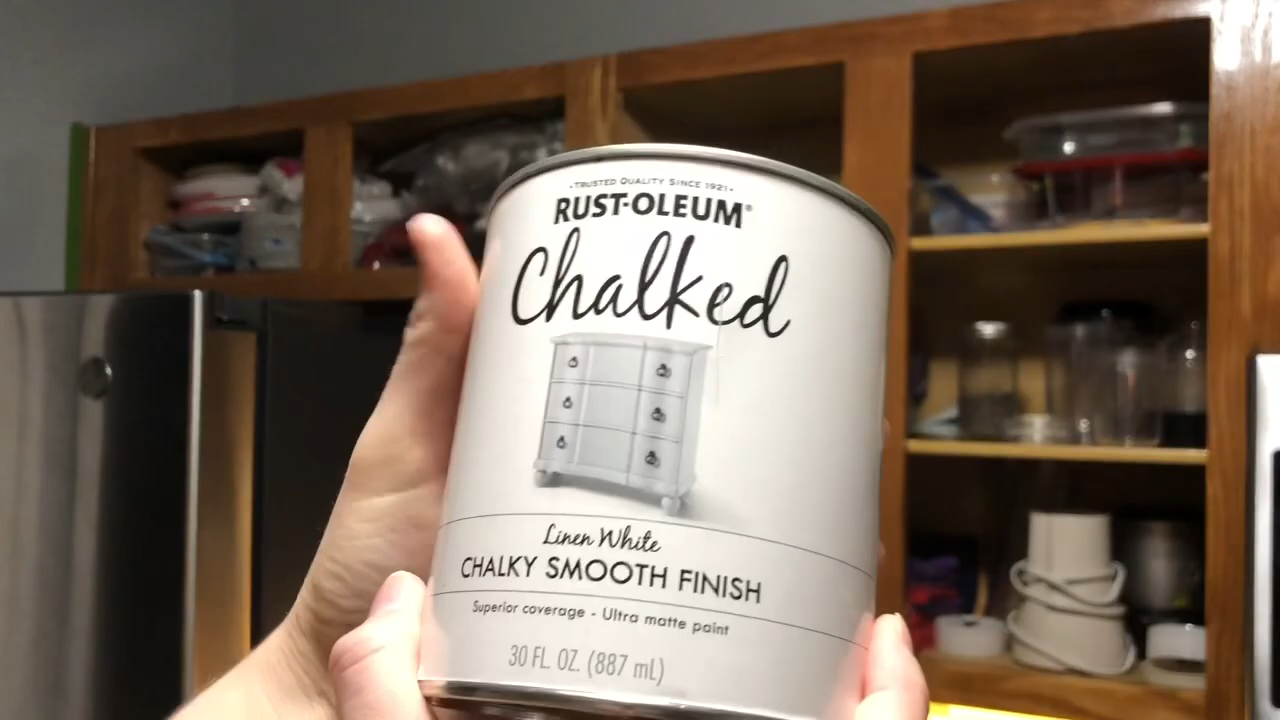 ·TRUSTED QUALITY SINCE 1921·
RUST-OLEUM®
Chalked
Linen White
CHALKY SMOOTH FINISH
Superior coverage - Ultra matte paint
30 FL. OZ. (887 mL)